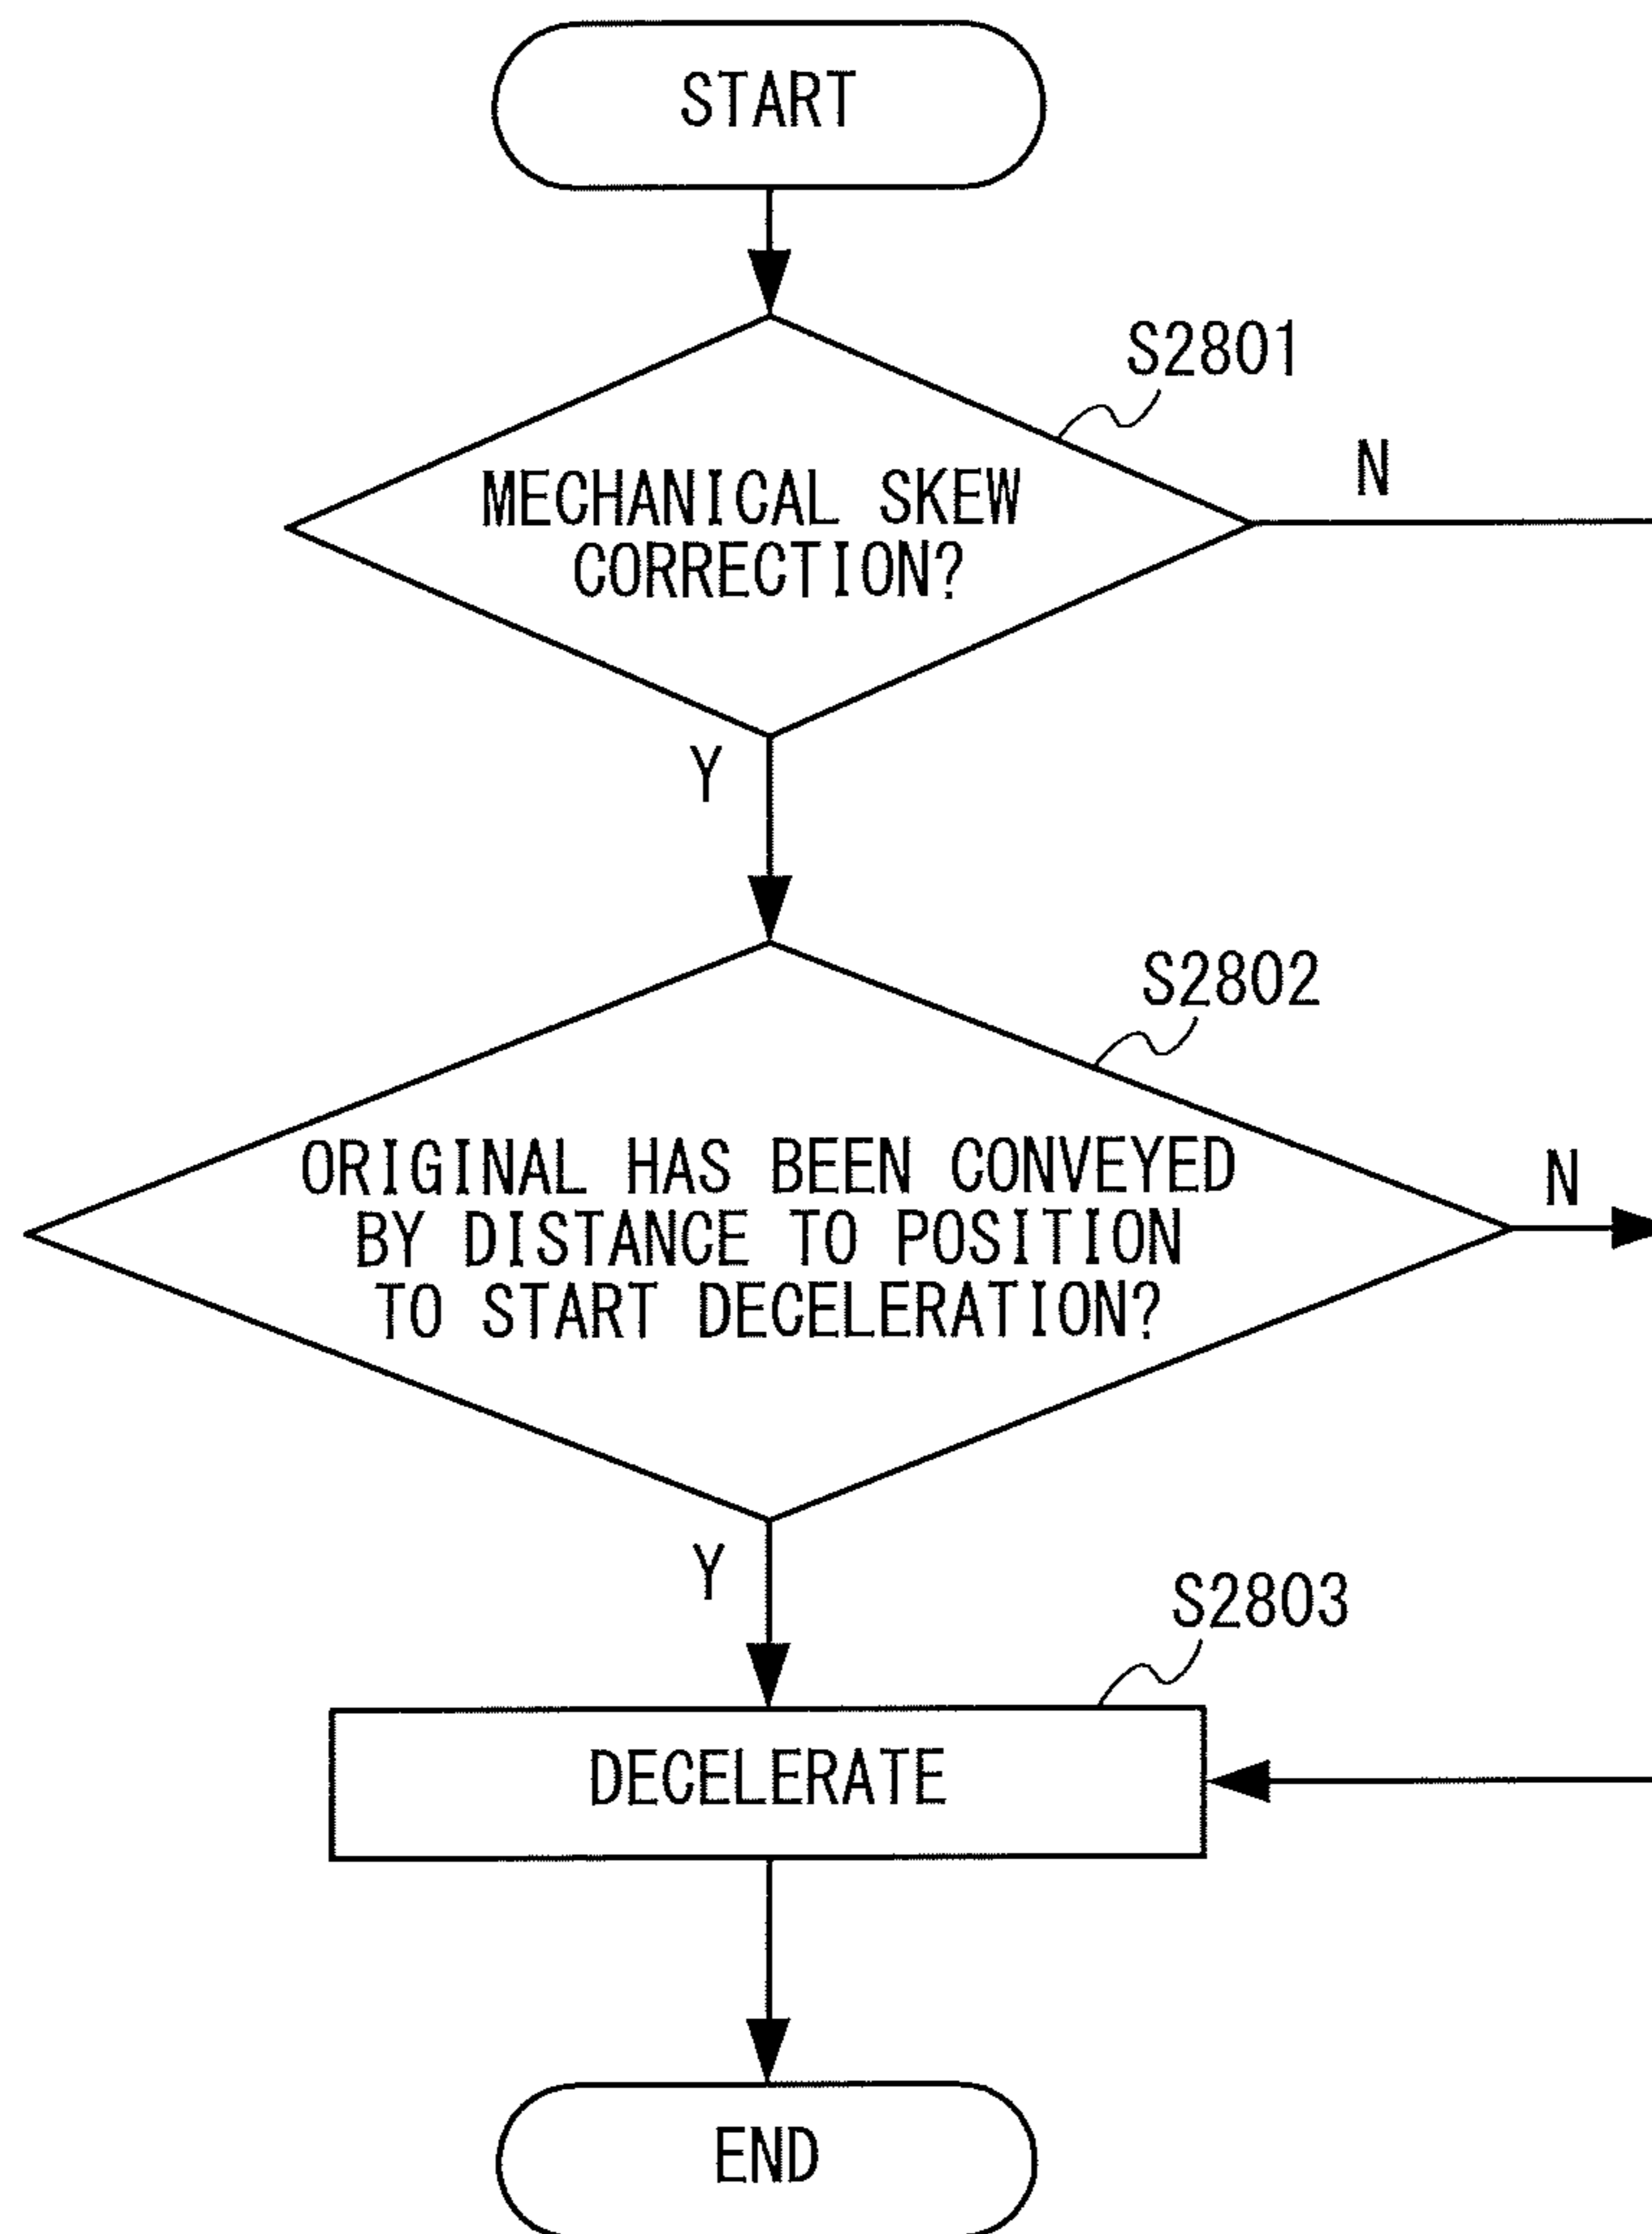 START
S2801
N
MECHANICAL SKEW
CORRECTION?
Y
S2802
ORIGINAL HAS BEEN CONVEYED
BY DISTANCE TO POSITION
TO START DECELERATION?
N
Y
S2803
DECELERATE
END